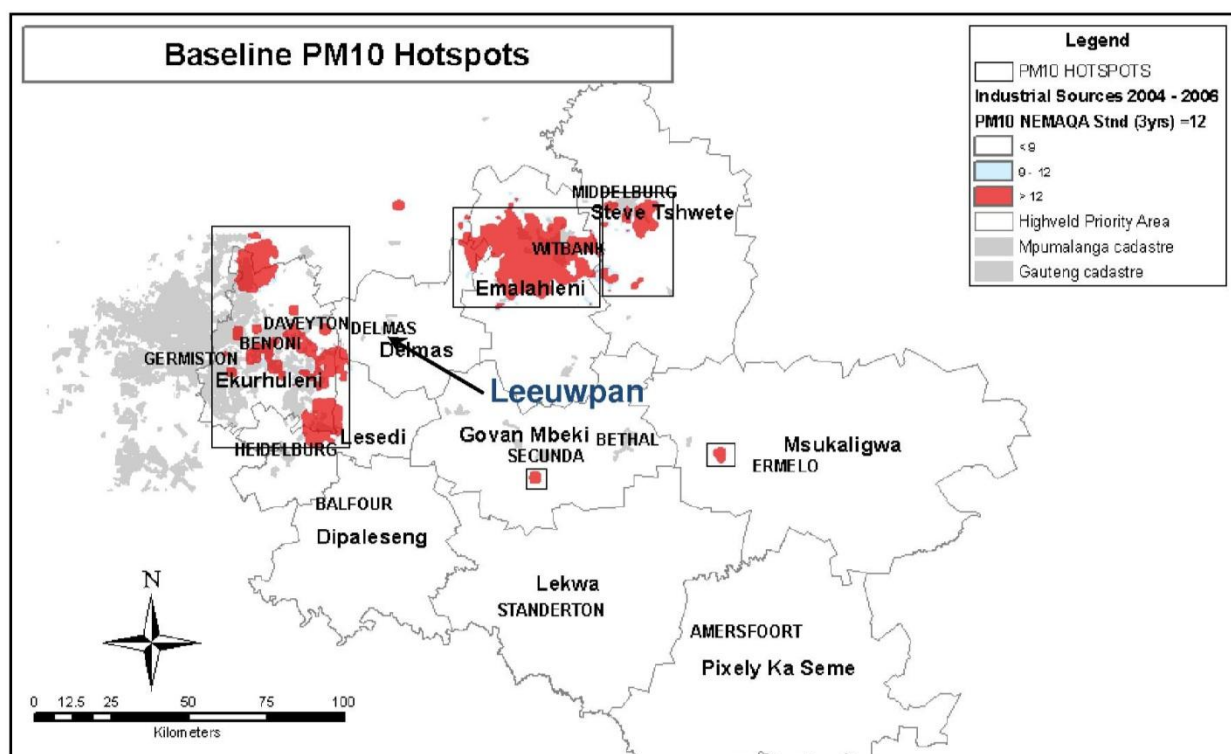 Baseline PM10 Hotspots
Legend
PM10 HOTSPOTS
Industrial Sources 2004 - 2006
PM10 NEMAQA Stnd (3yrs) =12
< 9
9 - 12
> 12
Highveld Priority Area
Mpumalanga cadastre
Gauteng cadastre
MIDDELBURG
Steve Tshwete
WITBANK
Emalahleni
DAVEYTON
DELMAS
BENONI
Delmas
GERMISTON
Ekurhuleni
Leeuwpan
Lesedi
HEIDELBURG
Govan Mbeki
BETHAL
SECUNDA
Msukaligwa
ERMELO
BALFOUR
Dipaleseng
Lekwa
STANDERTON
AMERSFOORT
Pixely Ka Seme
N
0 12.5 25 50 75 100
Kilometers